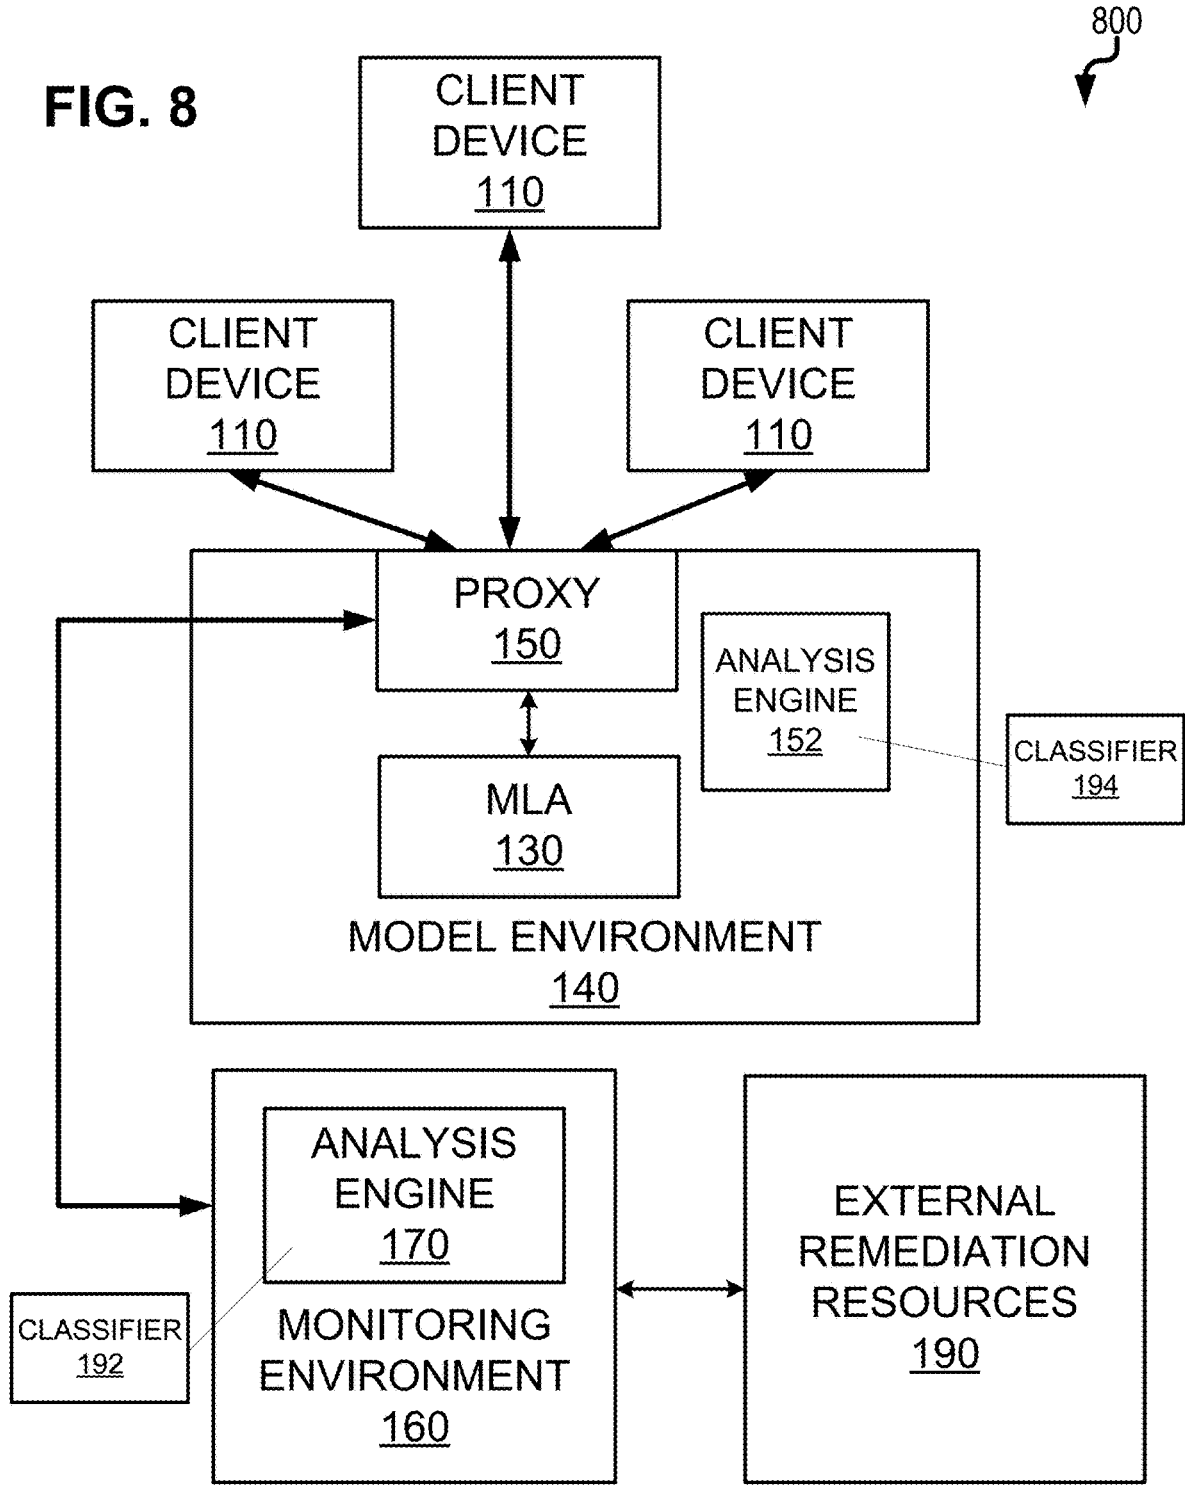 800
FIG. 8
CLIENT
DEVICE
110
CLIENT
DEVICE
110
CLIENT
DEVICE
110
PROXY
150
ANALYSIS
ENGINE
152
CLASSIFIER
194
MLA
130
MODEL ENVIRONMENT
140
ANALYSIS
ENGINE
170
CLASSIFIER
192
MONITORING
ENVIRONMENT
160
EXTERNAL
REMEDIATION
RESOURCES
190